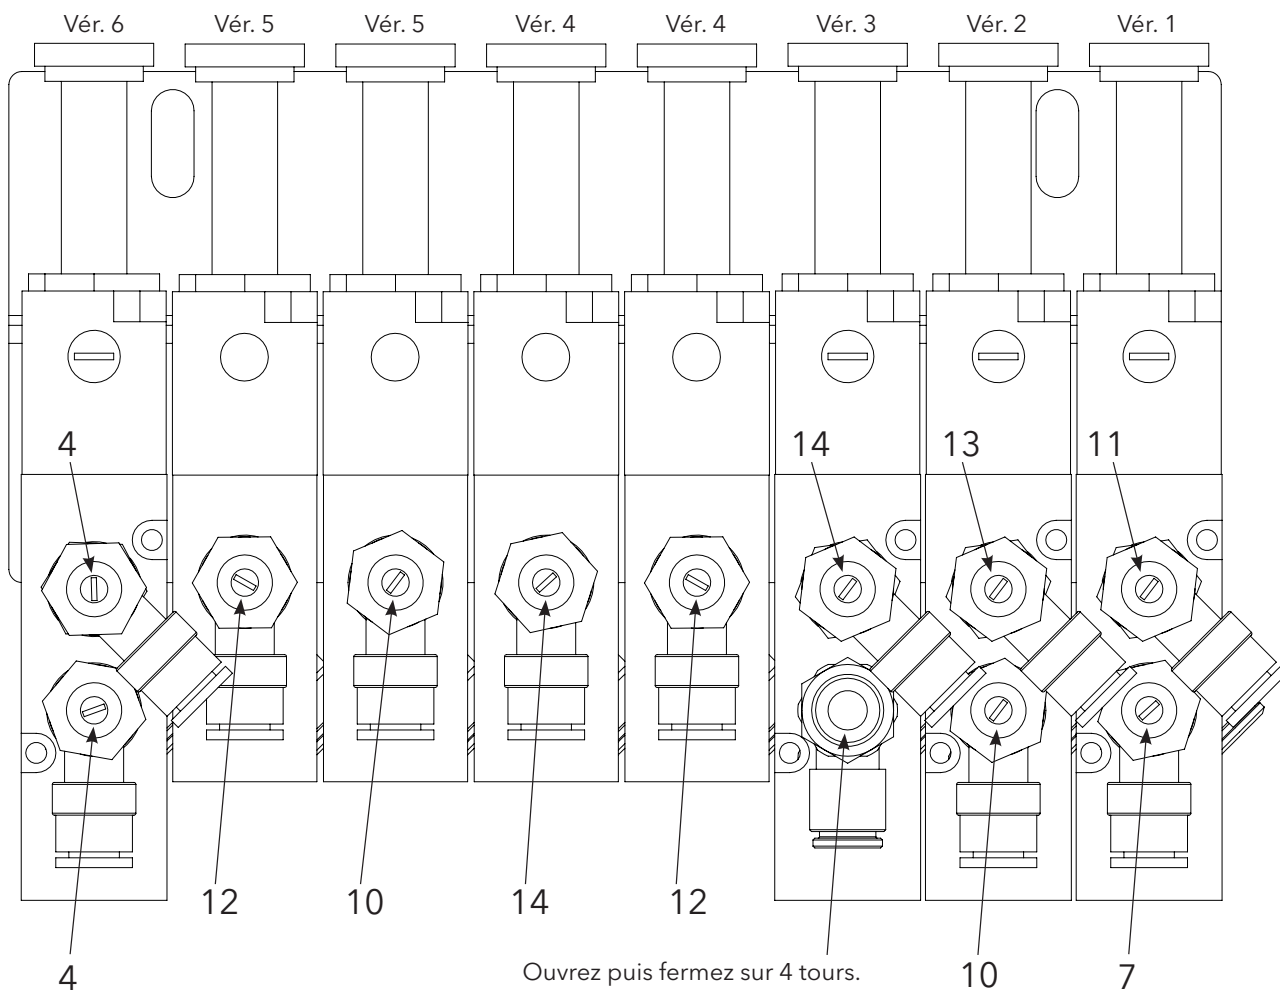 Vér. 6 Vér. 5 Vér. 5 Vér. 4 Vér. 4 Vér. 3 Vér. 2 Vér. 1
4 14 13 11
12 10 14 12
4 Ouvrez puis fermez sur 4 tours. 10 7